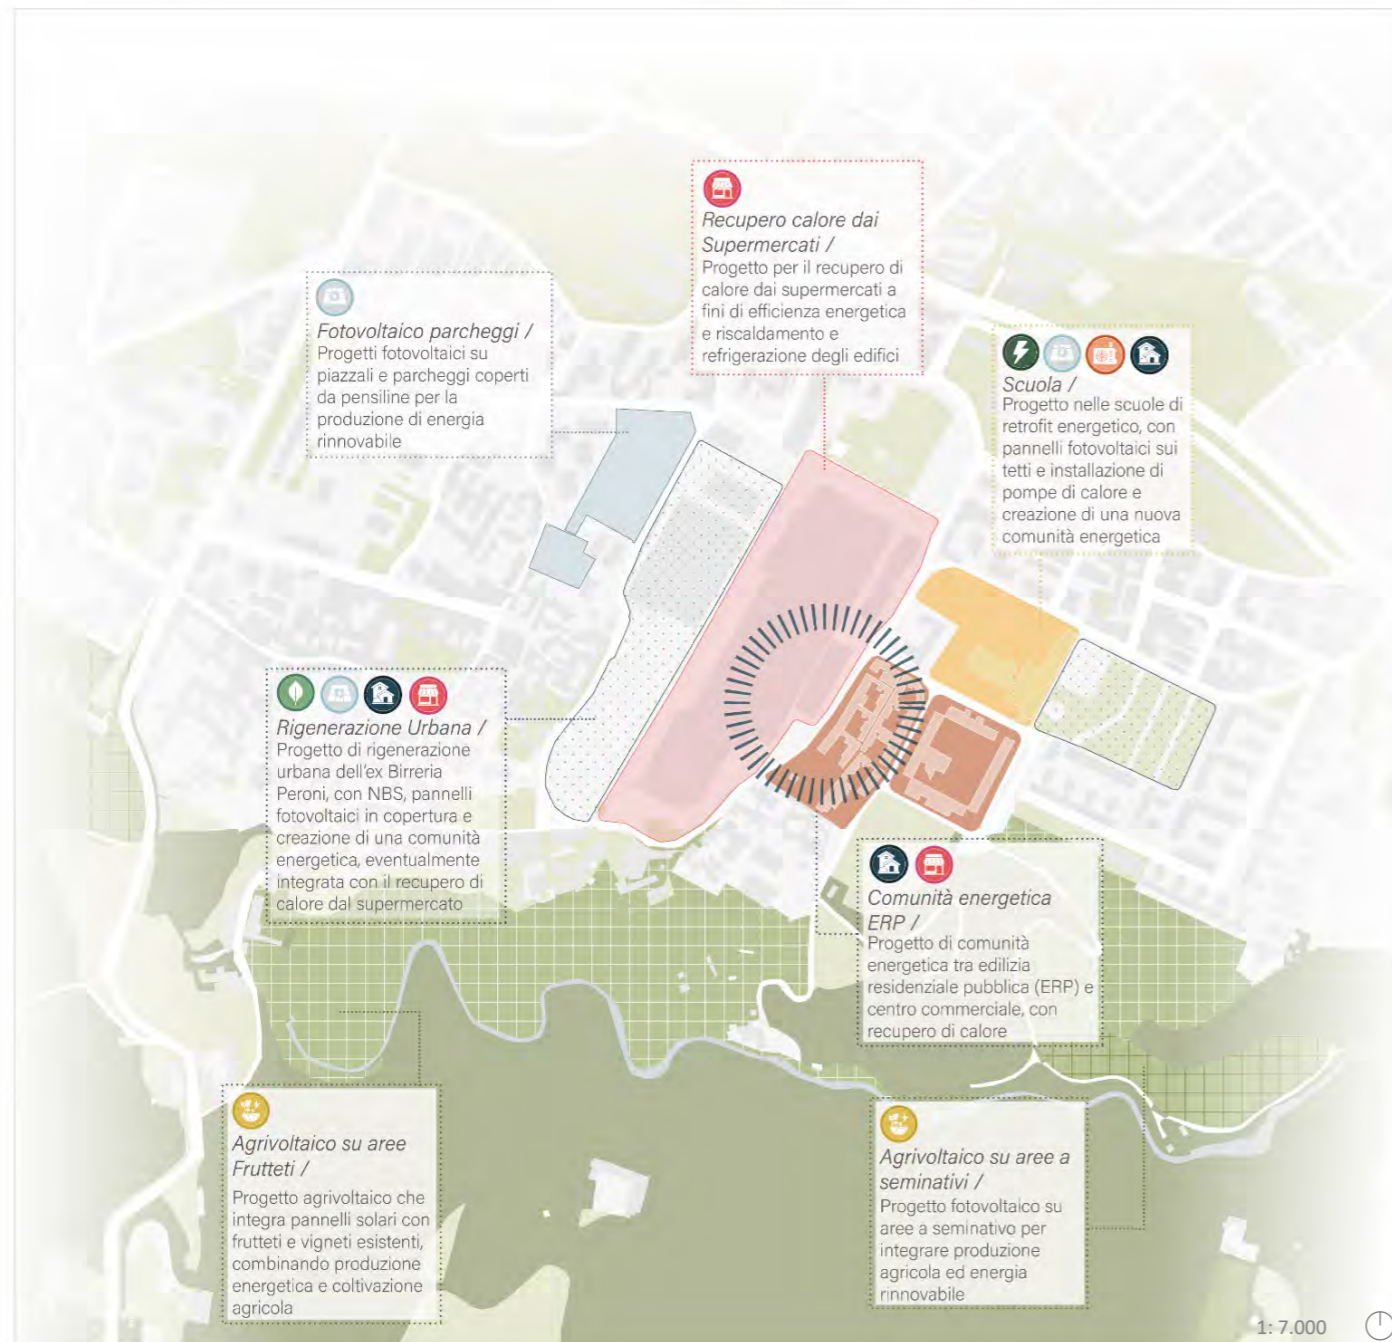 Recupero calore dai
Supermercati /
Progetto per il recupero di
calore dai supermercati a
fini di efficienza energetica
e riscaldamento e
refrigerazione degli edifici
Fotovoltaico parcheggi /
Progetti fotovoltaici su
piazzali e parcheggi coperti
da pensiline per la
produzione di energia
rinnovabile
Scuola /
Progetto nelle scuole di
retrofit energetico, con
pannelli fotovoltaici sui
tetti e installazione di
pompe di calore e
creazione di una nuova
comunità energetica
Rigenerazione Urbana /
Progetto di rigenerazione
urbana dell'ex Birreria
Peroni, con NBS, pannelli
fotovoltaici in copertura e
creazione di una comunità
energetica, eventualmente
integrata con il recupero di
calore dal supermercato
Comunità energetica
ERP /
Progetto di comunità
energetica tra edilizia
residenziale pubblica (ERP) e
centro commerciale, con
recupero di calore
Agrivoltaico su aree
Frutteti /
Progetto agrivoltaico che
integra pannelli solari con
frutteti e vigneti esistenti,
combinando produzione
energetica e coltivazione
agricola
Agrivoltaico su aree a
seminativi /
Progetto fotovoltaico su
aree a seminativo per
integrare produzione
agricola ed energia
rinnovabile
1: 7.000